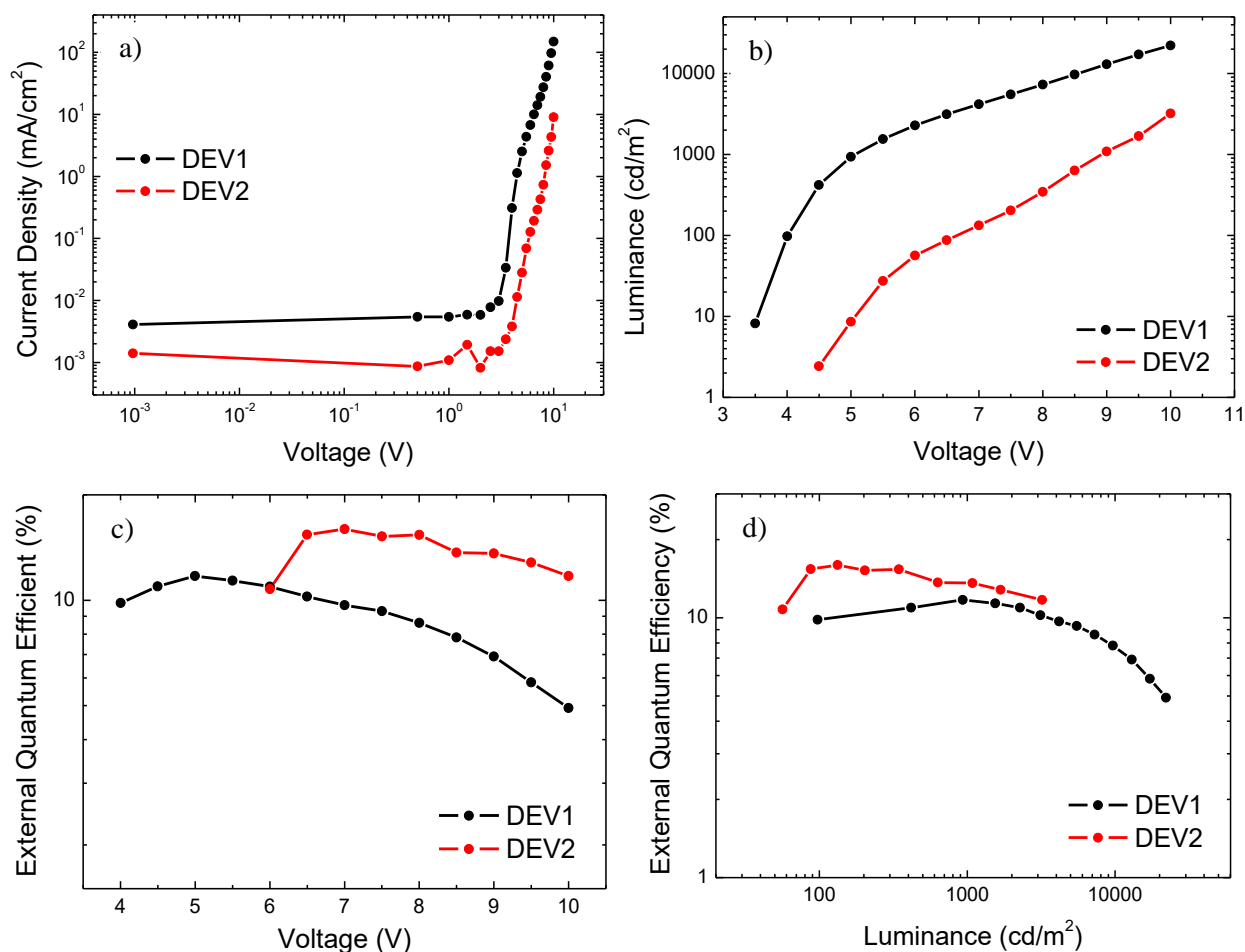 a)
Current Density (mA/cm²)
10²
10¹
10⁰
10⁻¹
10⁻²
10⁻³
DEV1
DEV2
10⁻³ 10⁻² 10⁻¹ 10⁰ 10¹
Voltage (V)
b)
Luminance (cd/m²)
10000
1000
100
10
1
DEV1
DEV2
3 4 5 6 7 8 9 10 11
Voltage (V)
c)
External Quantum Efficient (%)
10
DEV1
DEV2
4 5 6 7 8 9 10
Voltage (V)
d)
External Quantum Efficiency (%)
10
1
DEV1
DEV2
100 1000 10000
Luminance (cd/m²)